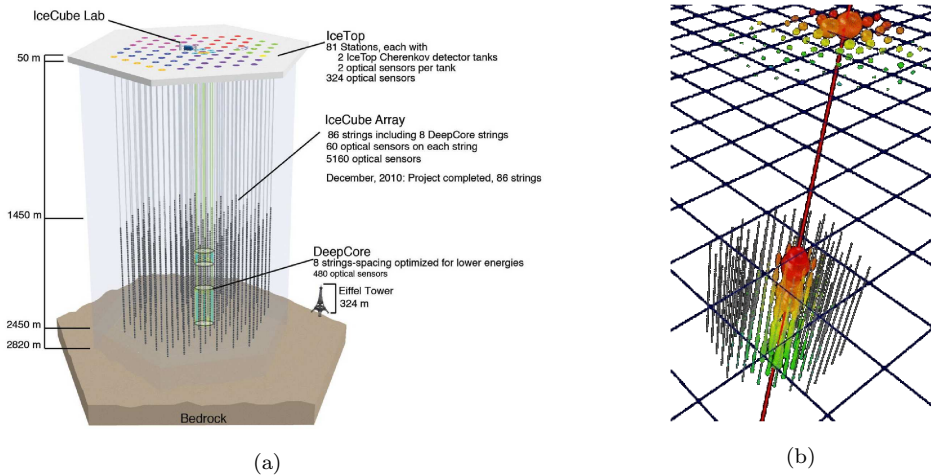 IceCube Lab
50 m
IceTop
81 Stations, each with
2 IceTop Cherenkov detector tanks
2 optical sensors per tank
324 optical sensors
IceCube Array
86 strings including 8 DeepCore strings
60 optical sensors on each string
5160 optical sensors
December, 2010: Project completed, 86 strings
1450 m
DeepCore
8 strings-spacing optimized for lower energies
480 optical sensors
Eiffel Tower
324 m
2450 m
2820 m
Bedrock
(a)
(b)